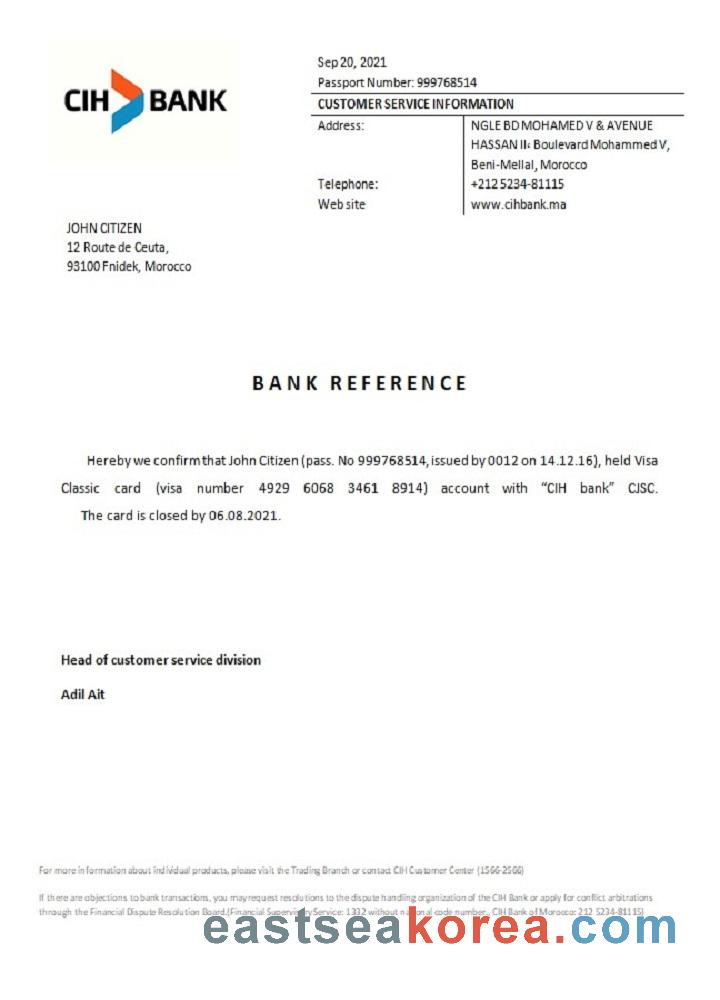 CIH BANK
Sep 20, 2021
Passport Number: 999768514
CUSTOMER SERVICE INFORMATION
Address: NGLE BD MOHAMED V & AVENUE
HASSAN II: Boulevard Mohammed V,
Beni-Mellal, Morocco
Telephone: +212 5234-81115
Web site www.cihbank.ma
JOHN CITIZEN
12 Route de Ceuta,
93100 Fnidek, Morocco
BANK REFERENCE
Hereby we confirm that John Citizen (pass. No 999768514, issued by 0012 on 14.12.16), held Visa
Classic card (visa number 4929 6068 3461 8914) account with “CIH bank” CJSC.
The card is closed by 06.08.2021.
Head of customer service division
Adil Ait
For more information about individual products, please visit the Trading Branch or contact CIH Customer Center (1566-2566)
If there are objections to bank transactions, you may request resolutions to the dispute handling organization of the CIH Bank or apply for conflict arbitrations
through the Financial Dispute Resolution Board.(Financial Supervisory Service: 1332 without national code number., CIH Bank of Morocco: 212 5234-81115)
eastseakorea.com